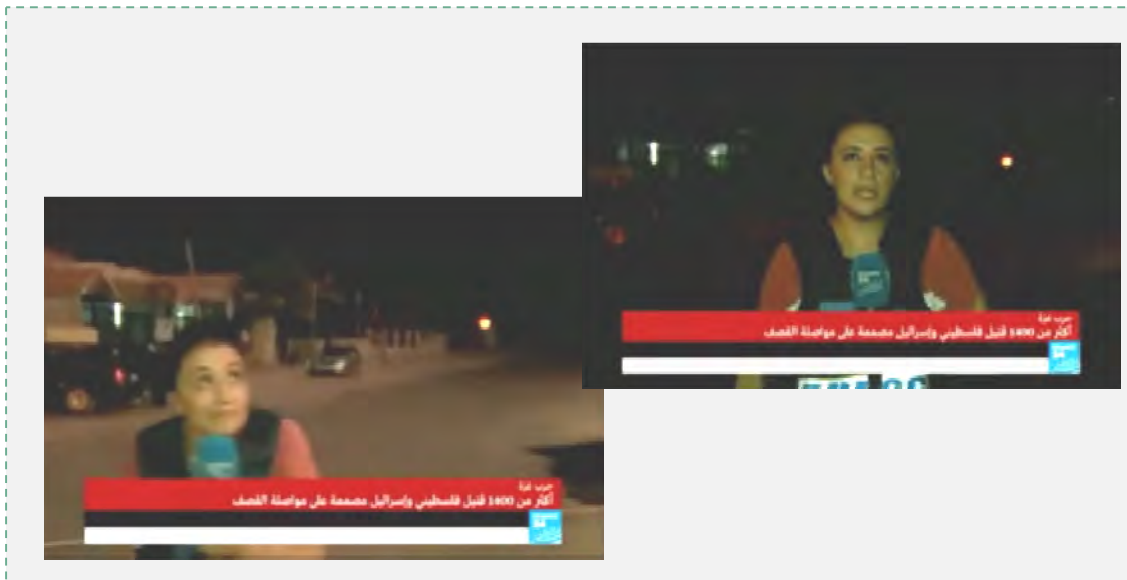 حرب غزة
أكثر من 1400 قتيل فلسطيني وإسرائيل مصممة على مواصلة القصف
حرب غزة
أكثر من 1400 قتيل فلسطيني وإسرائيل مصممة على مواصلة القصف